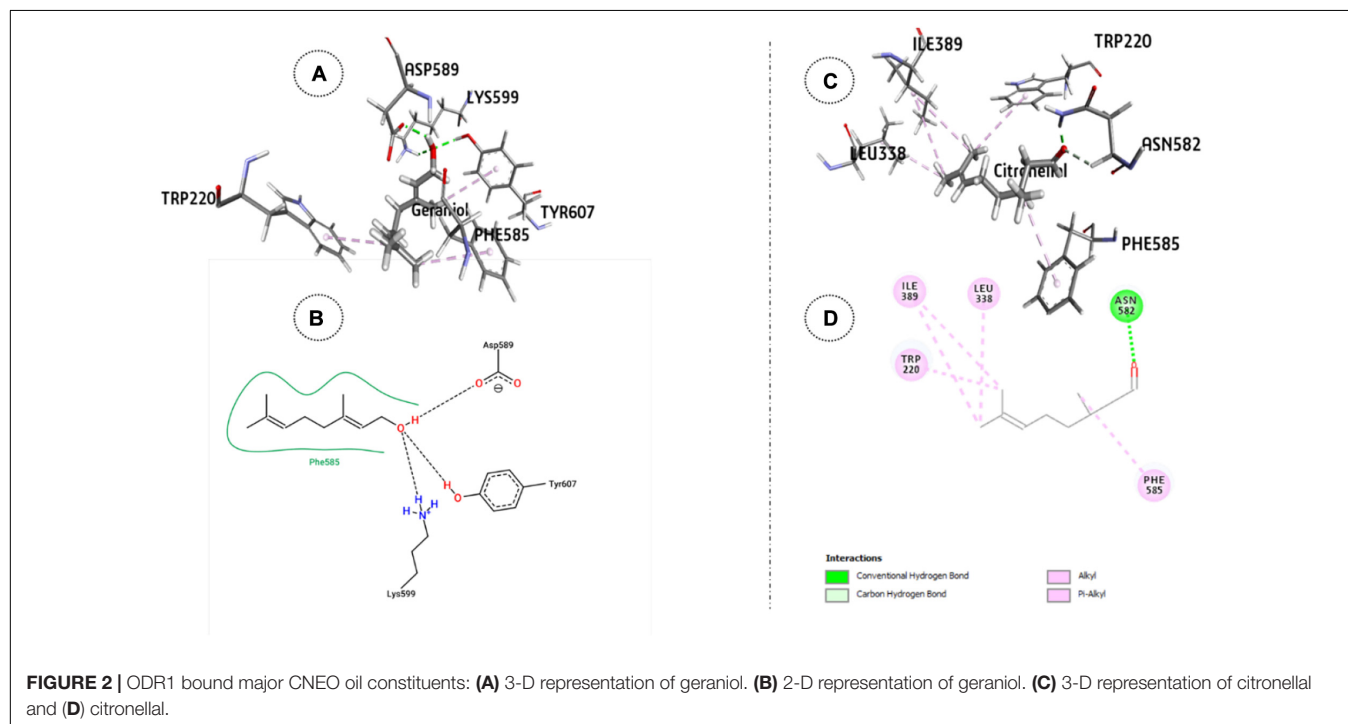 A
ASP589
LYS599
TRP220
Geraniol
TYR607
PHE585
B
Asp589
O
O
⊖
H
O
Phe585
H
O
Tyr607
H
H
H
N+
Lys599
C
ILE389
TRP220
LEU338
Citronellol
ASN582
PHE585
D
ILE
389
LEU
338
ASN
582
TRP
220
O
PHE
585
Interactions
Conventional Hydrogen Bond
Carbon Hydrogen Bond
Alkyl
Pi-Alkyl
FIGURE 2 | ODR1 bound major CNEO oil constituents: (A) 3-D representation of geraniol. (B) 2-D representation of geraniol. (C) 3-D representation of citronellal
and (D) citronellal.